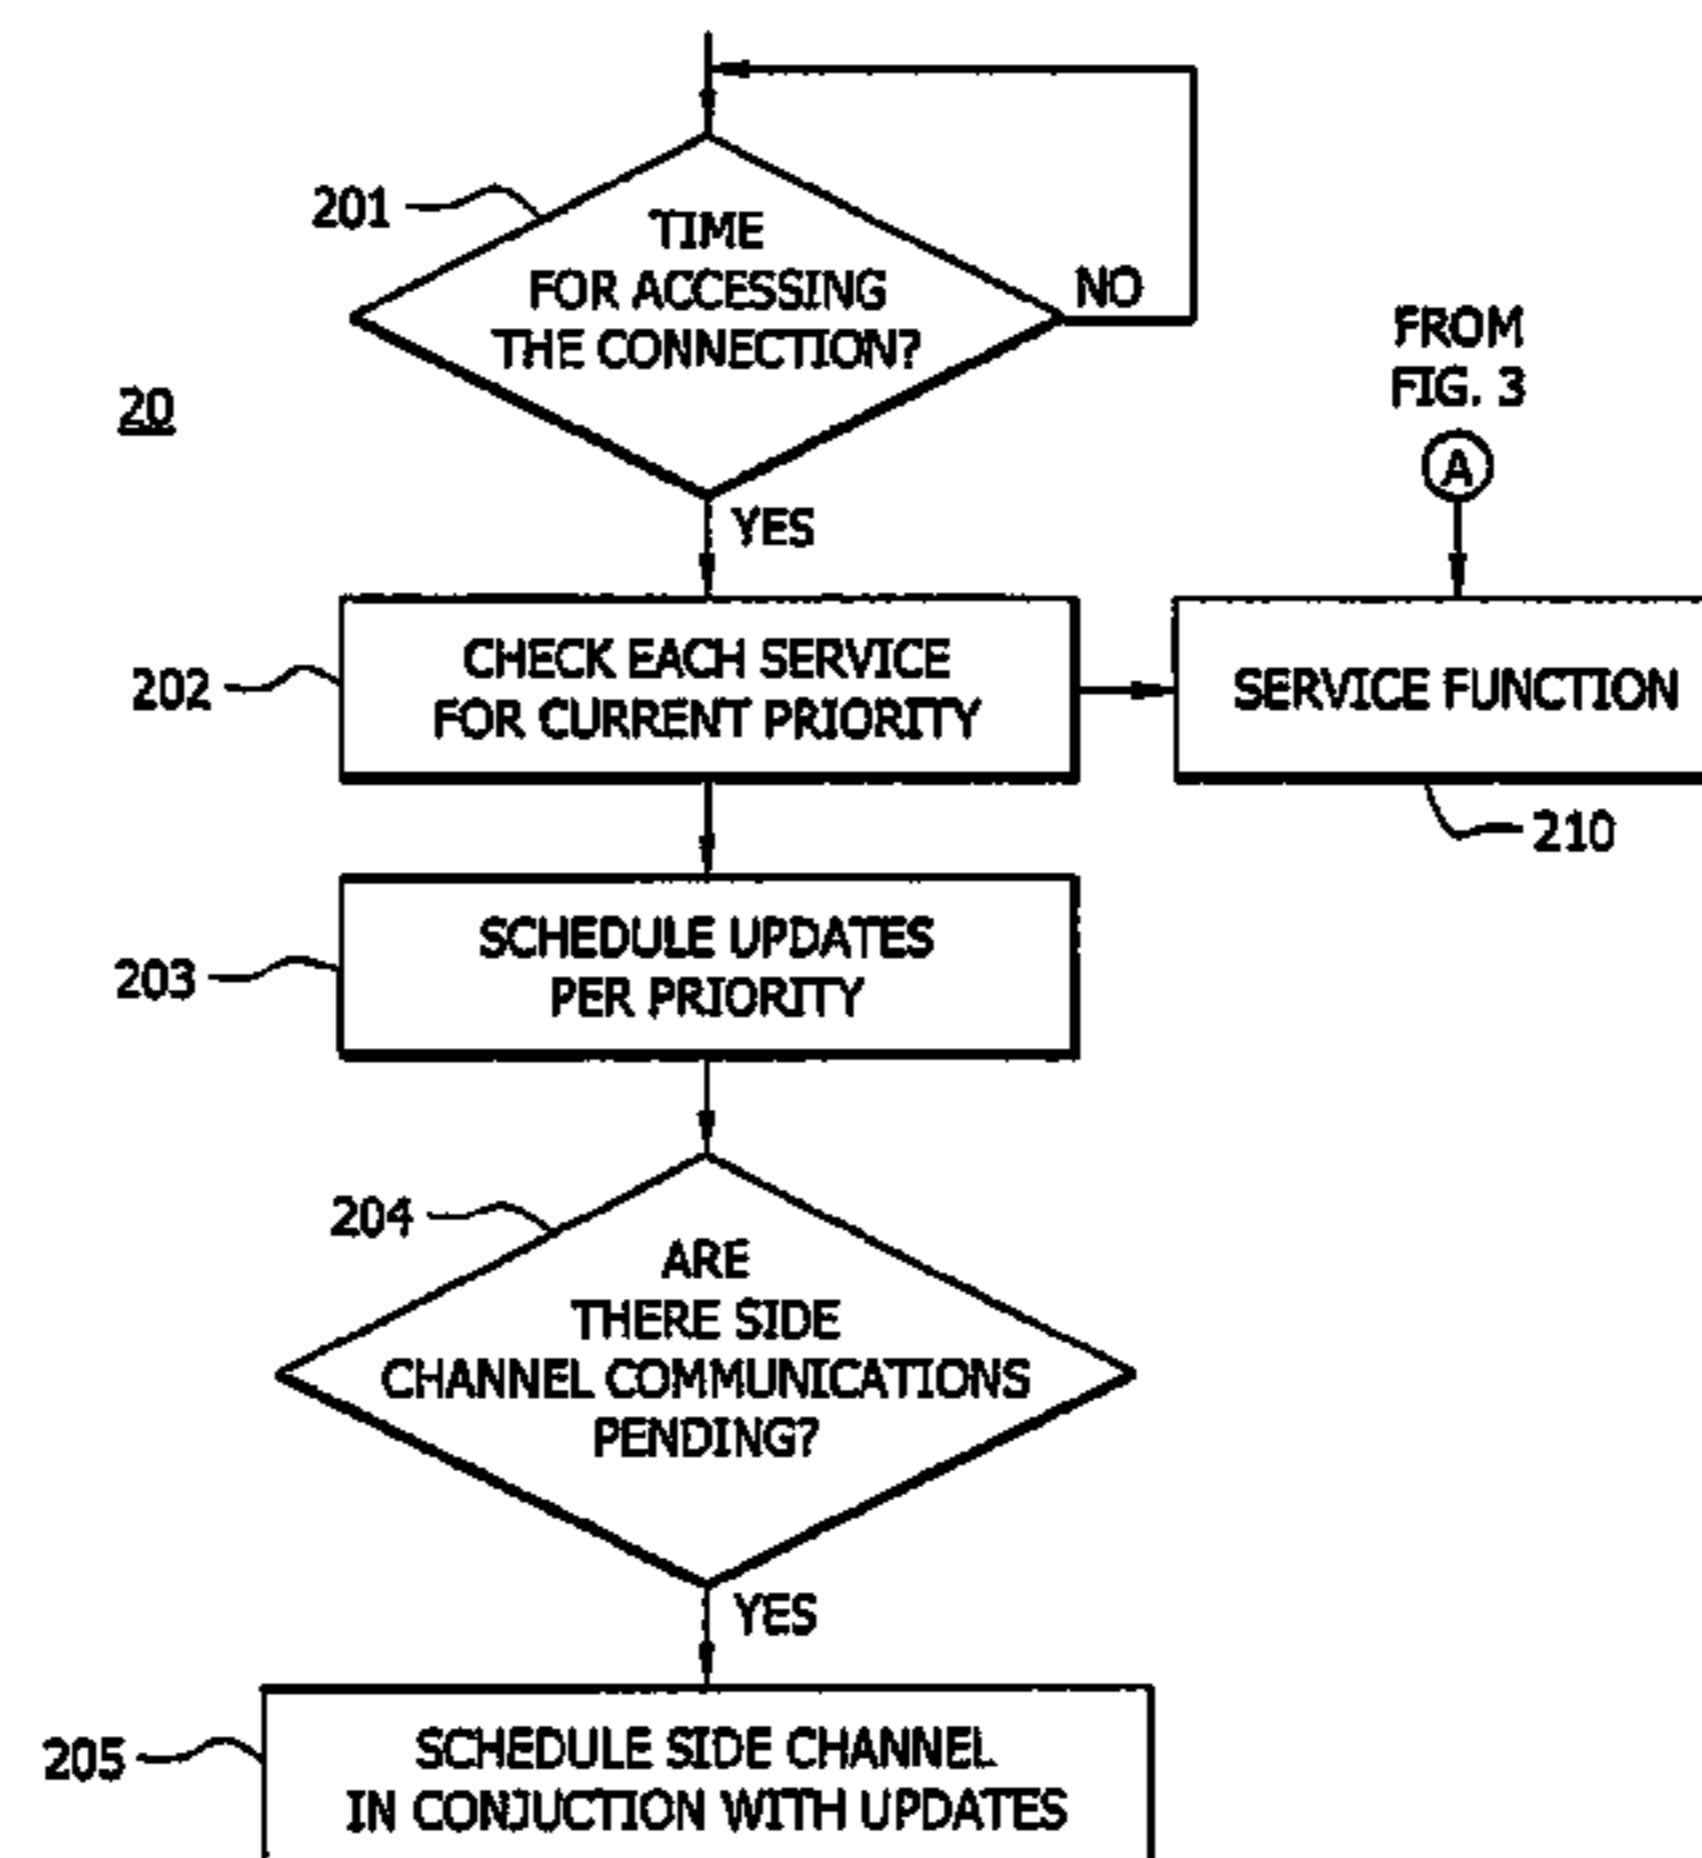 201
TIME
FOR ACCESSING
THE CONNECTION?
NO
20
YES
FROM
FIG. 3
A
202
CHECK EACH SERVICE
FOR CURRENT PRIORITY
SERVICE FUNCTION
210
203
SCHEDULE UPDATES
PER PRIORITY
204
ARE
THERE SIDE
CHANNEL COMMUNICATIONS
PENDING?
YES
205
SCHEDULE SIDE CHANNEL
IN CONJUCTION WITH UPDATES